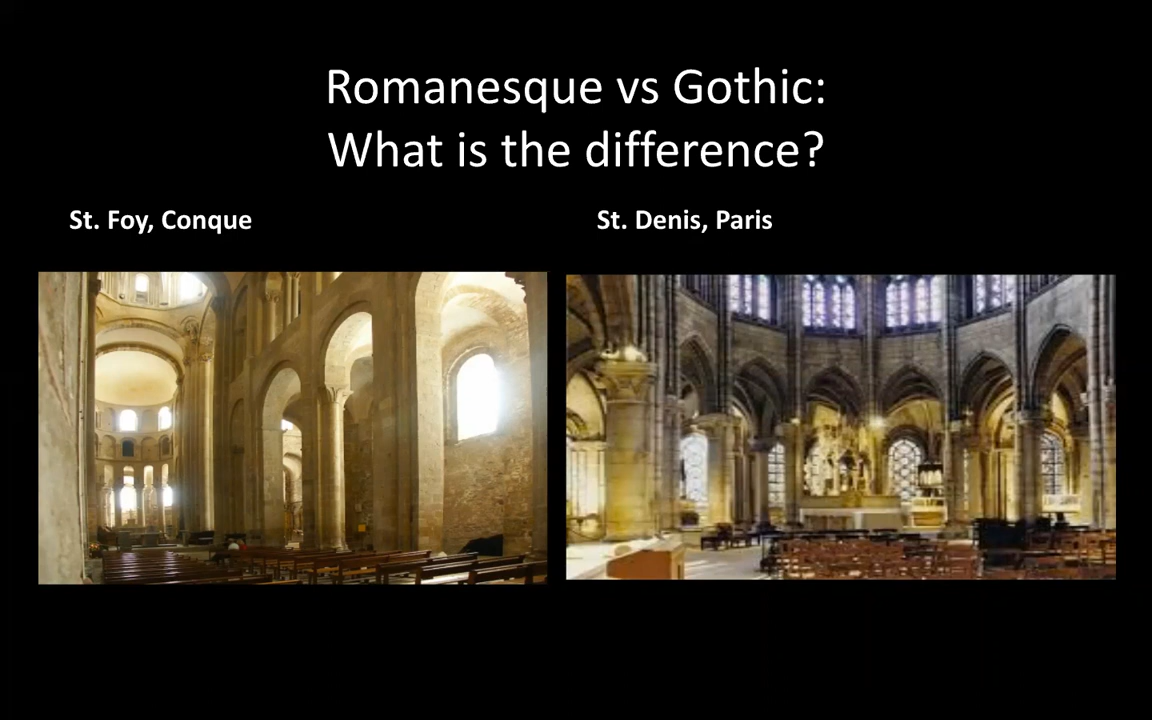 Romanesque vs Gothic:
What is the difference?
St. Foy, Conque
St. Denis, Paris